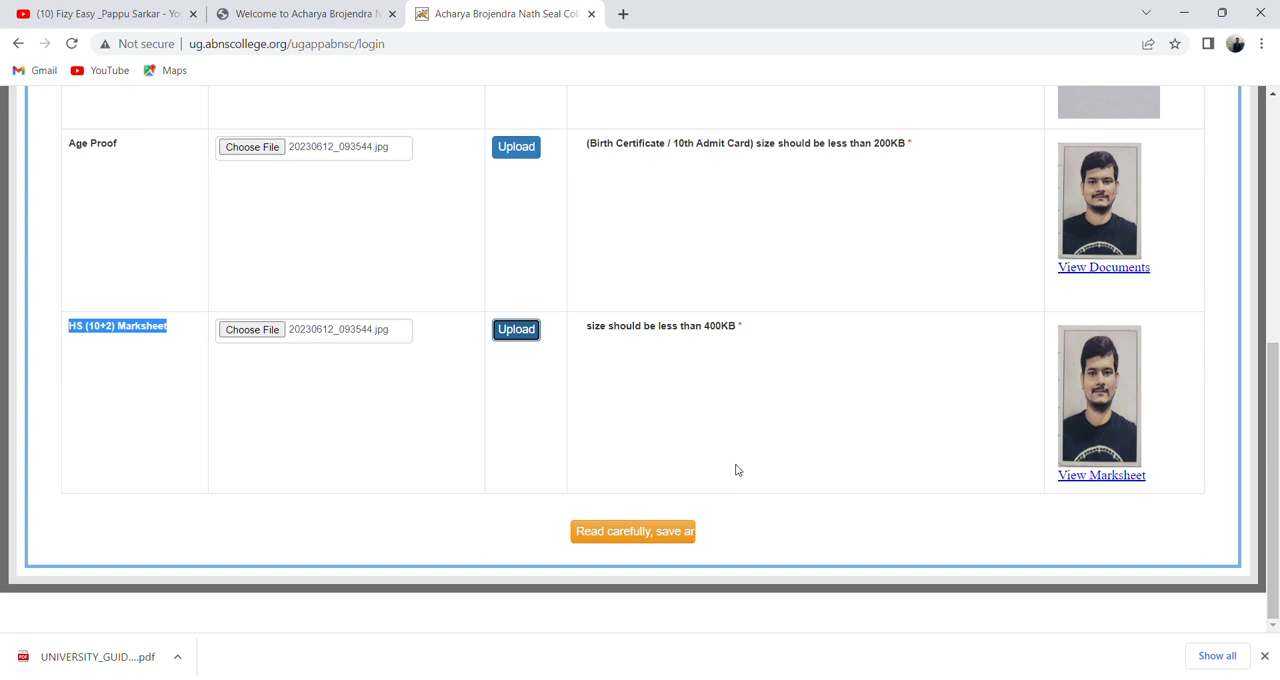 (10) Fizy Easy _Pappu Sarkar - Yo
Welcome to Acharya Brojendra N
Acharya Brojendra Nath Seal Col
Not secure
ug.abnscollege.org/ugappabnsc/login
Gmail
YouTube
Maps
Age Proof
Choose File 20230612_093544.jpg
Upload
(Birth Certificate / 10th Admit Card) size should be less than 200KB *
View Documents
HS (10+2) Marksheet
Choose File 20230612_093544.jpg
Upload
size should be less than 400KB *
View Marksheet
Read carefully, save ar
PDF
UNIVERSITY_GUID....pdf
Show all